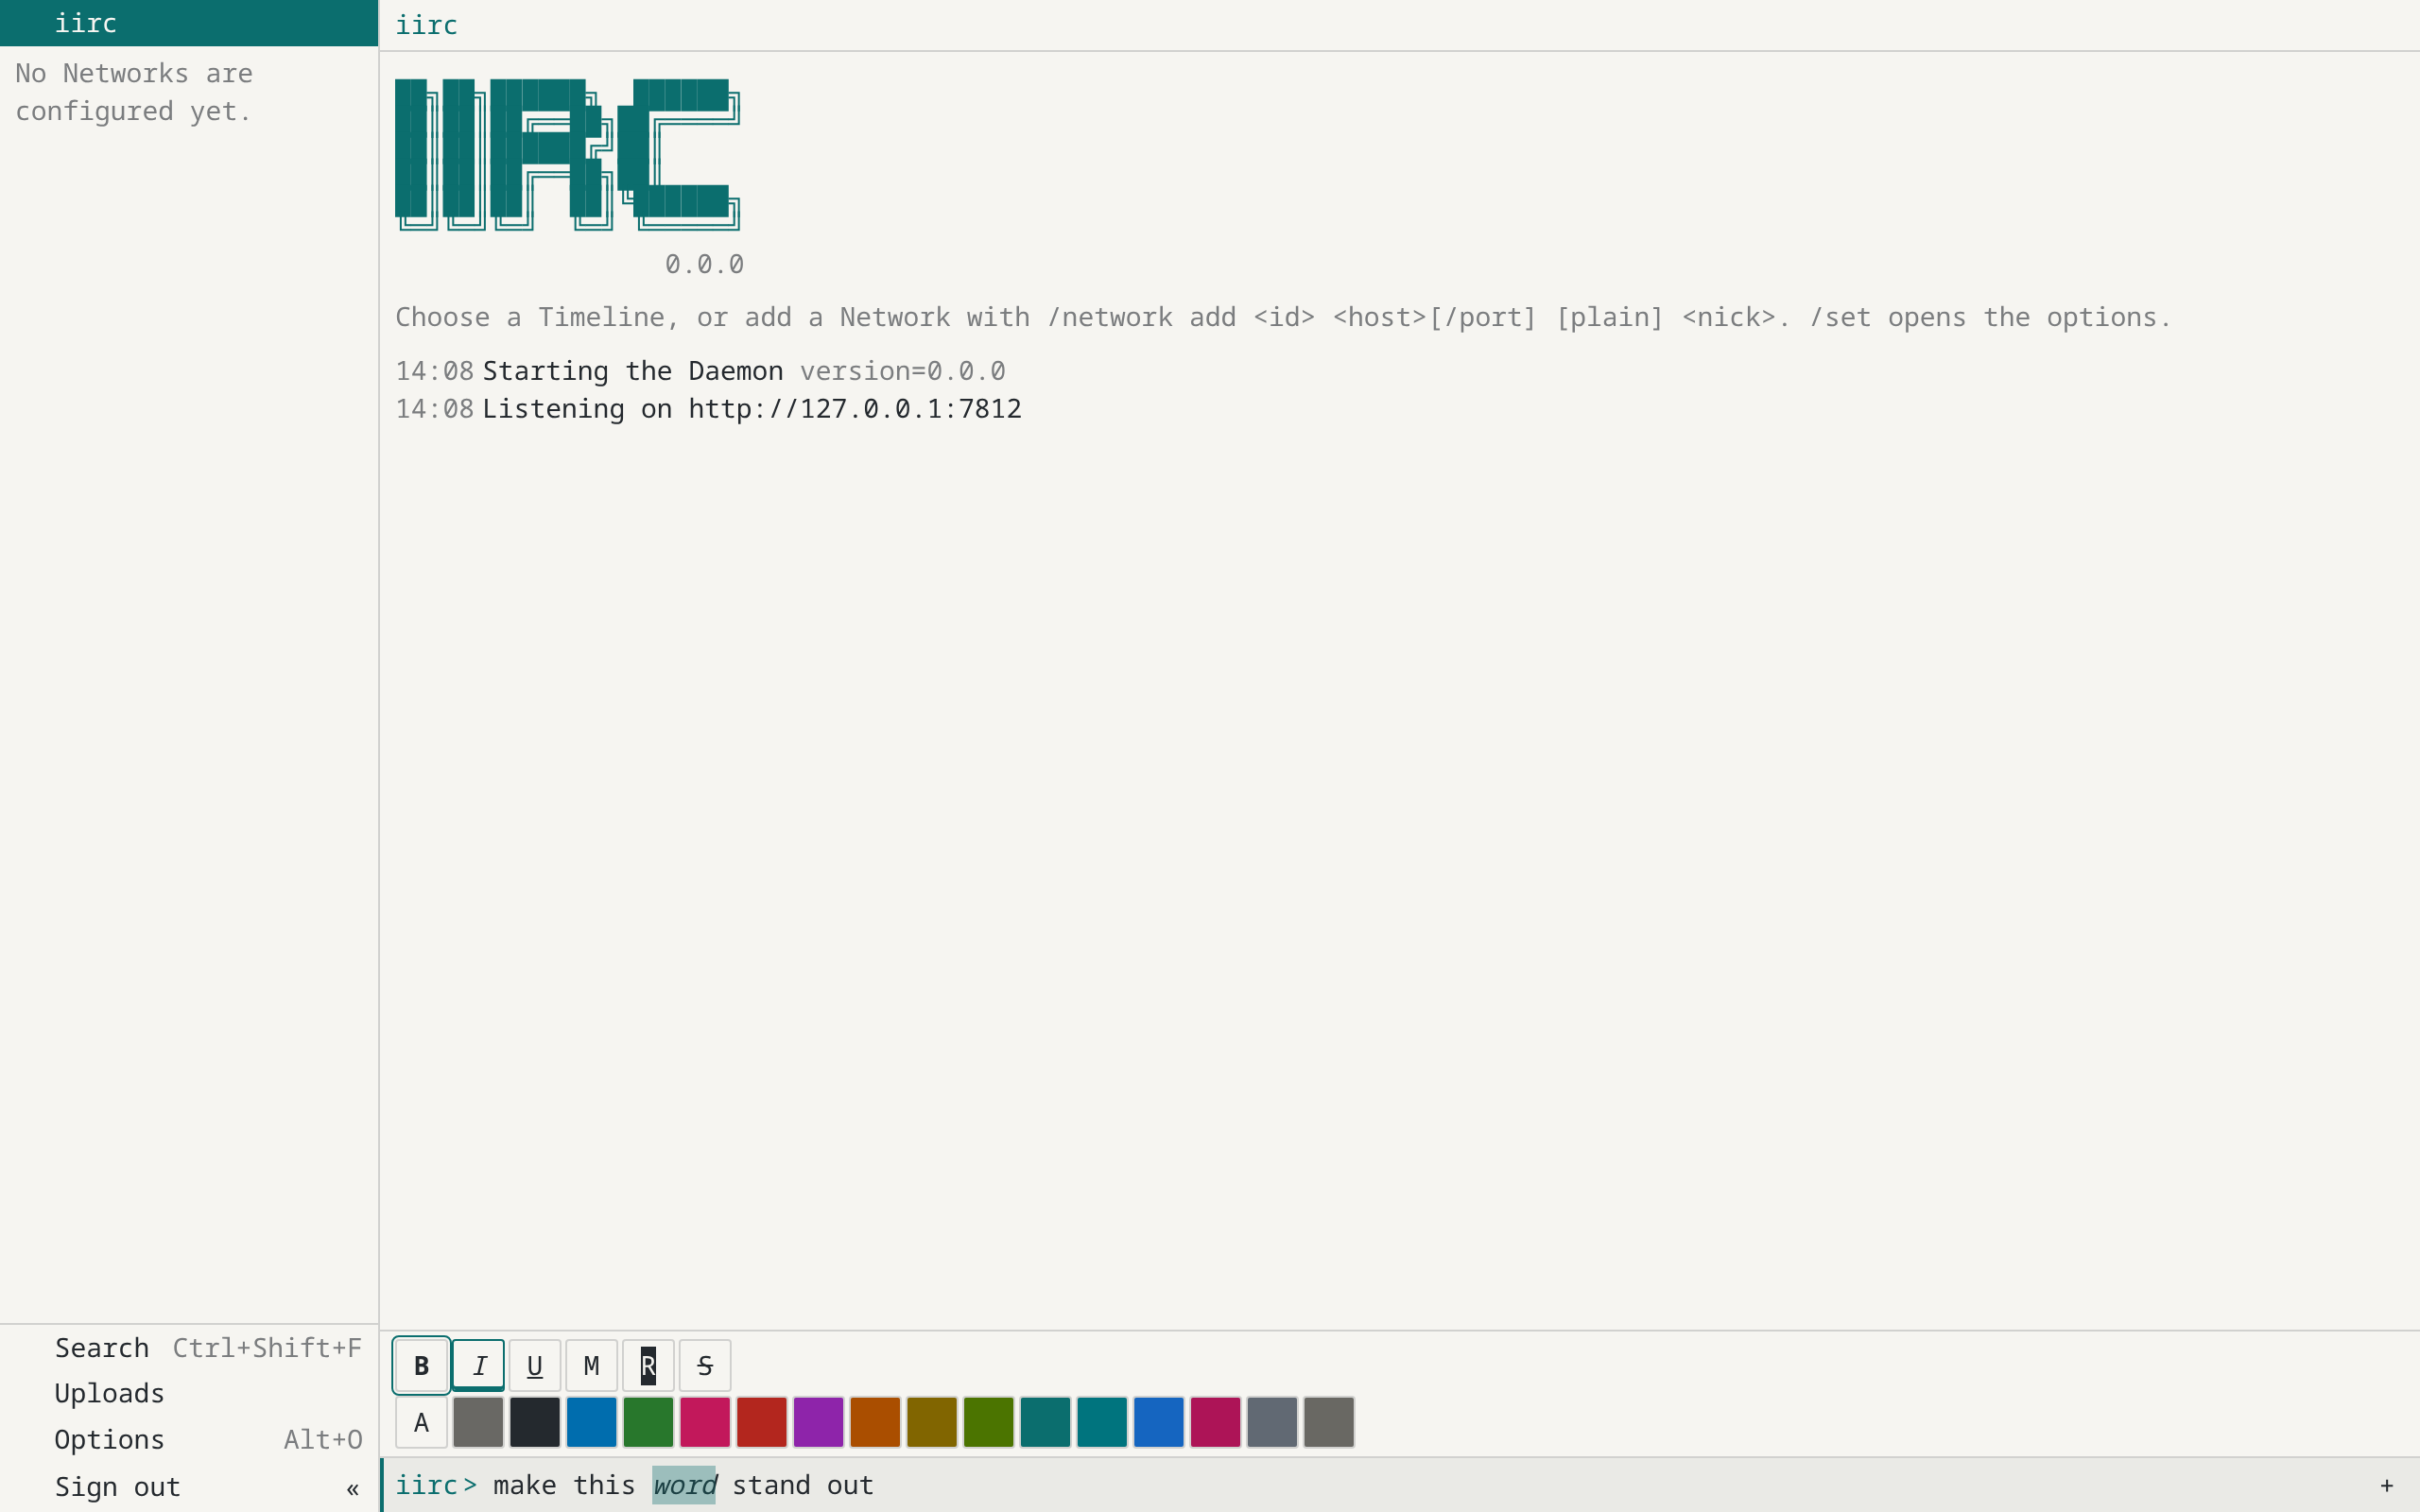 iirc
No Networks are
configured yet.
Search Ctrl+Shift+F
Uploads
Options Alt+O
Sign out «
iirc
IIRC
0.0.0
Choose a Timeline, or add a Network with /network add <id> <host>[/port] [plain] <nick>. /set opens the options.
14:08 Starting the Daemon version=0.0.0
14:08 Listening on http://127.0.0.1:7812
B I U M R S
A
iirc> make this word stand out +